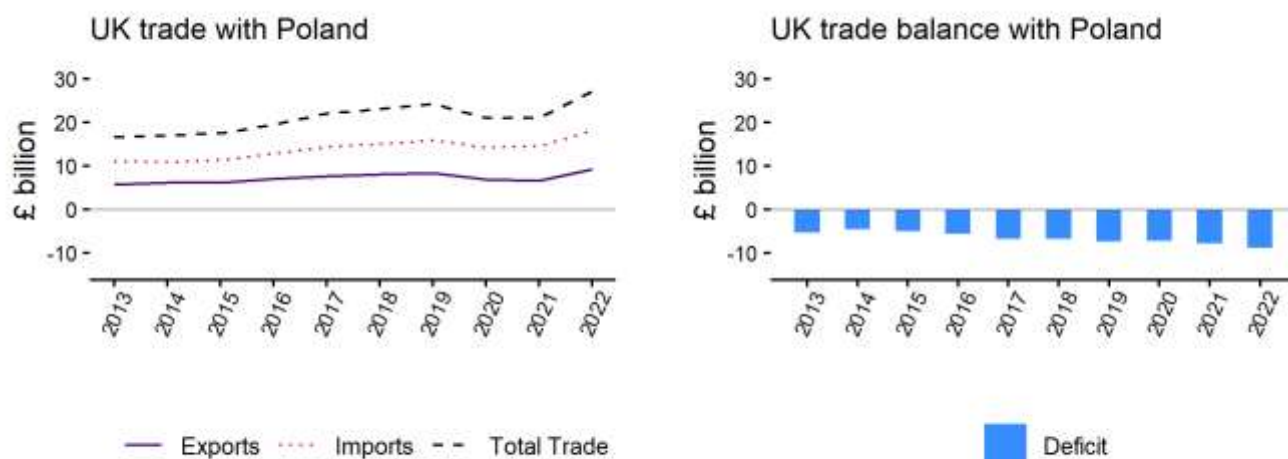 UK trade with Poland
30
20
10
0
-10
£ billion
2013 2014 2015 2016 2017 2018 2019 2020 2021 2022
Exports Imports Total Trade
UK trade balance with Poland
30
20
10
0
-10
£ billion
2013 2014 2015 2016 2017 2018 2019 2020 2021 2022
Deficit